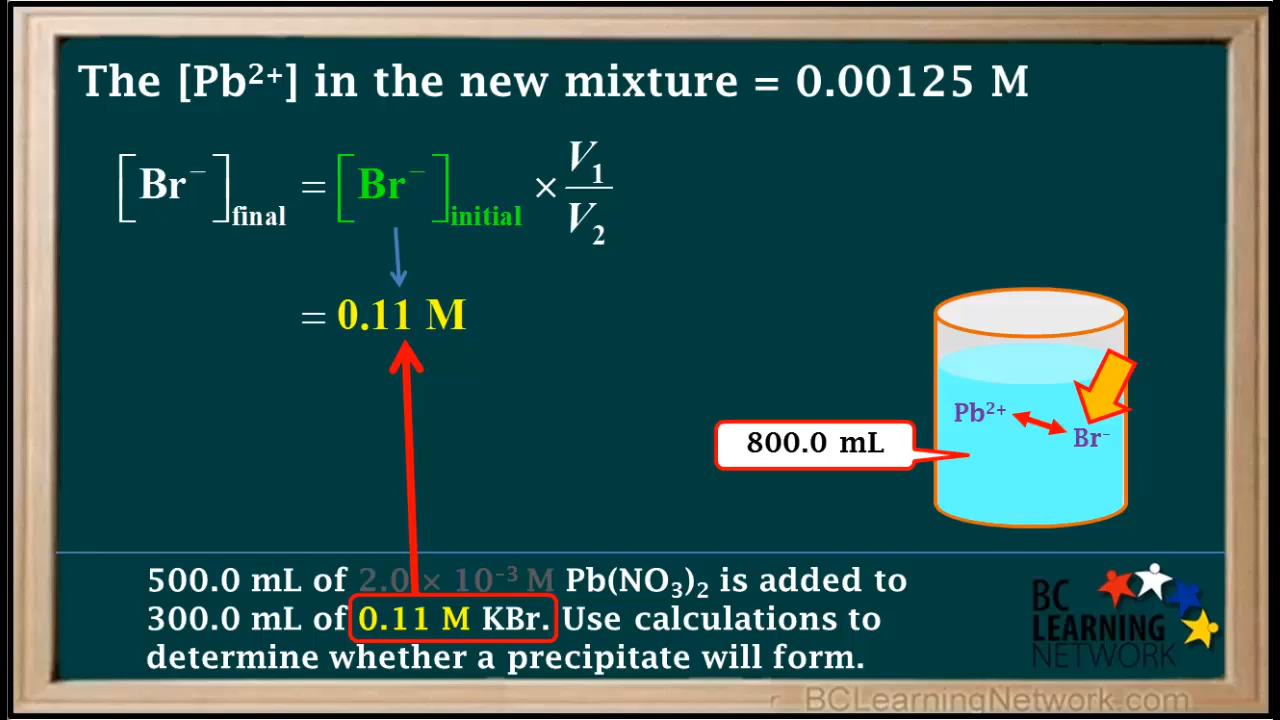 The [Pb²⁺] in the new mixture = 0.00125 M
[Br⁻]final = [Br⁻]initial × V₁/V₂
= 0.11 M
Pb²⁺
Br⁻
800.0 mL
500.0 mL of 2.0 × 10⁻³ M Pb(NO₃)₂ is added to
300.0 mL of 0.11 M KBr. Use calculations to
determine whether a precipitate will form.
BC
LEARNING
NETWORK
BCLearningNetwork.com